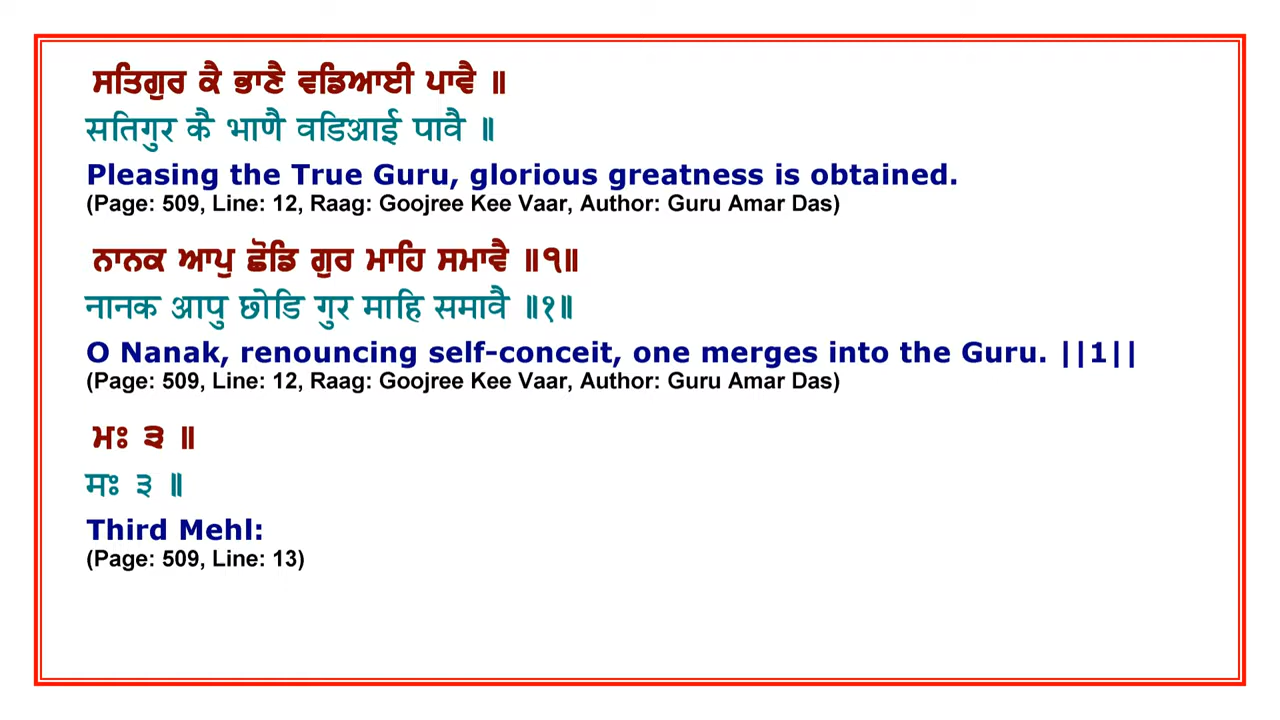 ਸਤਿਗੁਰ ਕੈ ਭਾਣੈ ਵਡਿਆਈ ਪਾਵੈ ॥
सतिगुर कै भाणै वडिआई पावै ॥
Pleasing the True Guru, glorious greatness is obtained.
(Page: 509, Line: 12, Raag: Goojree Kee Vaar, Author: Guru Amar Das)
ਨਾਨਕ ਆਪੁ ਛੋਡਿ ਗੁਰ ਮਾਹਿ ਸਮਾਵੈ ॥੧॥
नानक आपु छोडि गुर माहि समावै ॥१॥
O Nanak, renouncing self-conceit, one merges into the Guru. ||1||
(Page: 509, Line: 12, Raag: Goojree Kee Vaar, Author: Guru Amar Das)
ਮਃ ੩ ॥
मः ३ ॥
Third Mehl:
(Page: 509, Line: 13)